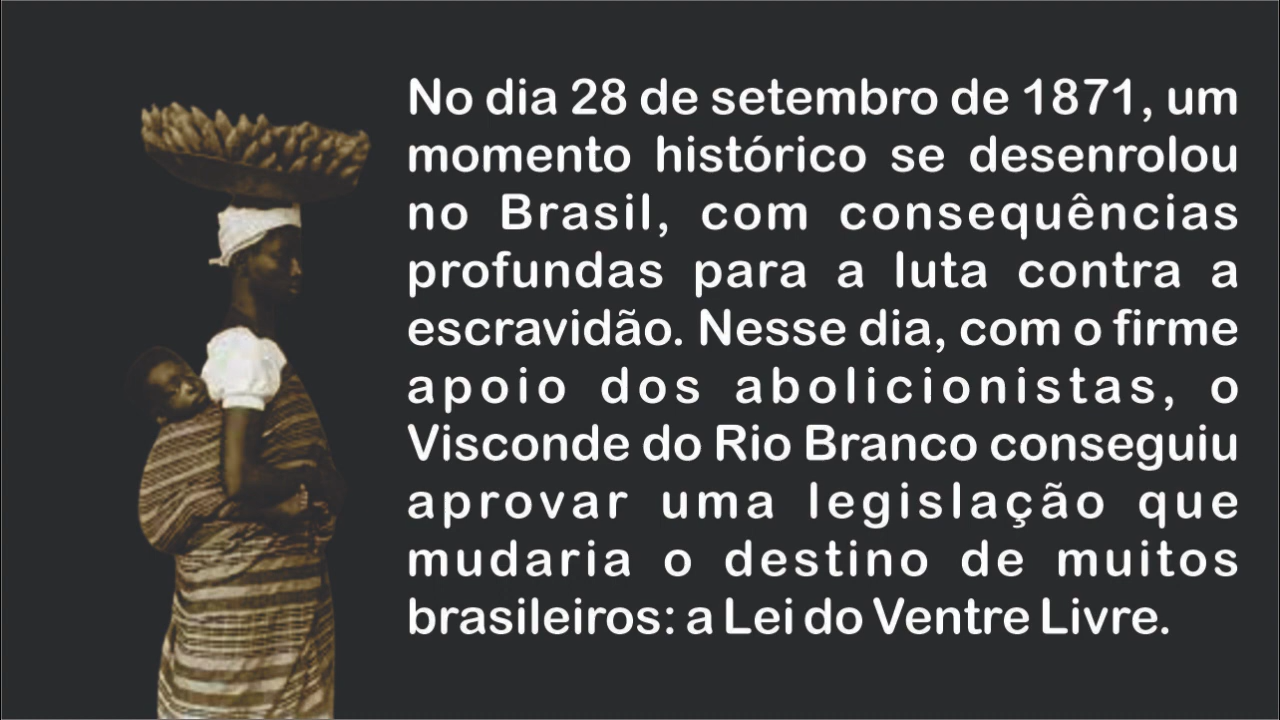 No dia 28 de setembro de 1871, um
momento histórico se desenrolou
no Brasil, com consequências
profundas para a luta contra a
escravidão. Nesse dia, com o firme
apoio dos abolicionistas, o
Visconde do Rio Branco conseguiu
aprovar uma legislação que
mudaria o destino de muitos
brasileiros: a Lei do Ventre Livre.